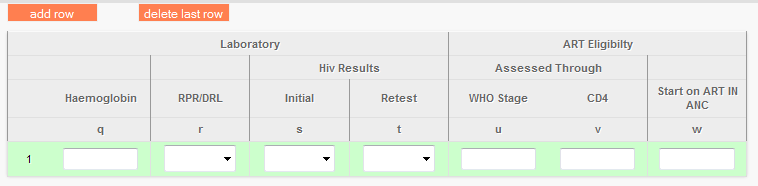 add row delete last row
Laboratory ART Eligibilty
Hiv Results Assessed Through
Haemoglobin RPR/DRL Initial Retest WHO Stage CD4 Start on ART IN
ANC
q r s t u v w
1